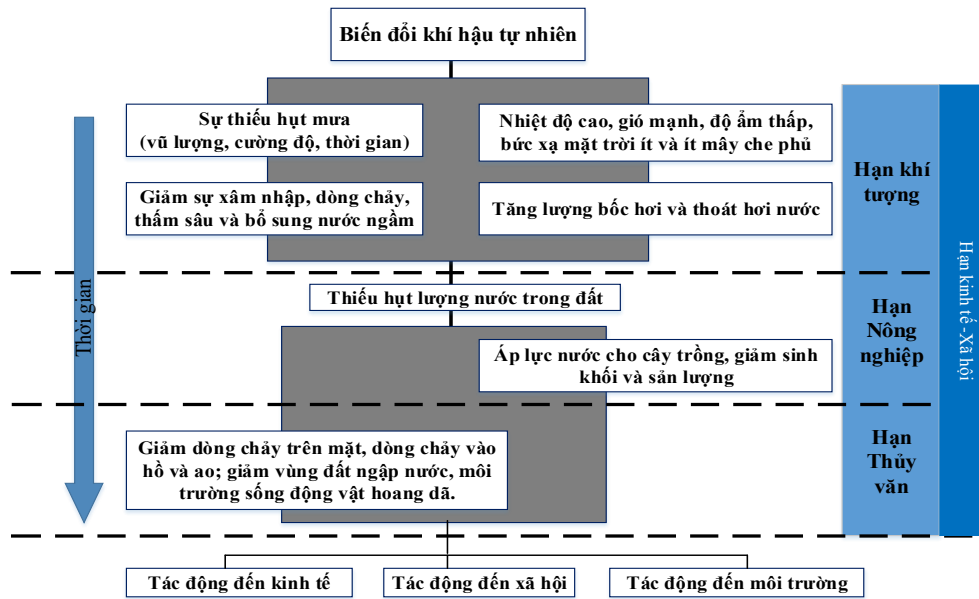 Biến đổi khí hậu tự nhiên
Sự thiếu hụt mưa
(vũ lượng, cường độ, thời gian)
Nhiệt độ cao, gió mạnh, độ ẩm thấp,
bức xạ mặt trời ít và ít mây che phủ
Giảm sự xâm nhập, dòng chảy,
thấm sâu và bổ sung nước ngầm
Tăng lượng bốc hơi và thoát hơi nước
Hạn khí
tượng
Thời gian
Hạn kinh tế -Xã hội
Thiếu hụt lượng nước trong đất
Áp lực nước cho cây trồng, giảm sinh
khối và sản lượng
Hạn
Nông
nghiệp
Giảm dòng chảy trên mặt, dòng chảy vào
hồ và ao; giảm vùng đất ngập nước, môi
trường sống động vật hoang dã.
Hạn
Thủy
văn
Tác động đến kinh tế
Tác động đến xã hội
Tác động đến môi trường